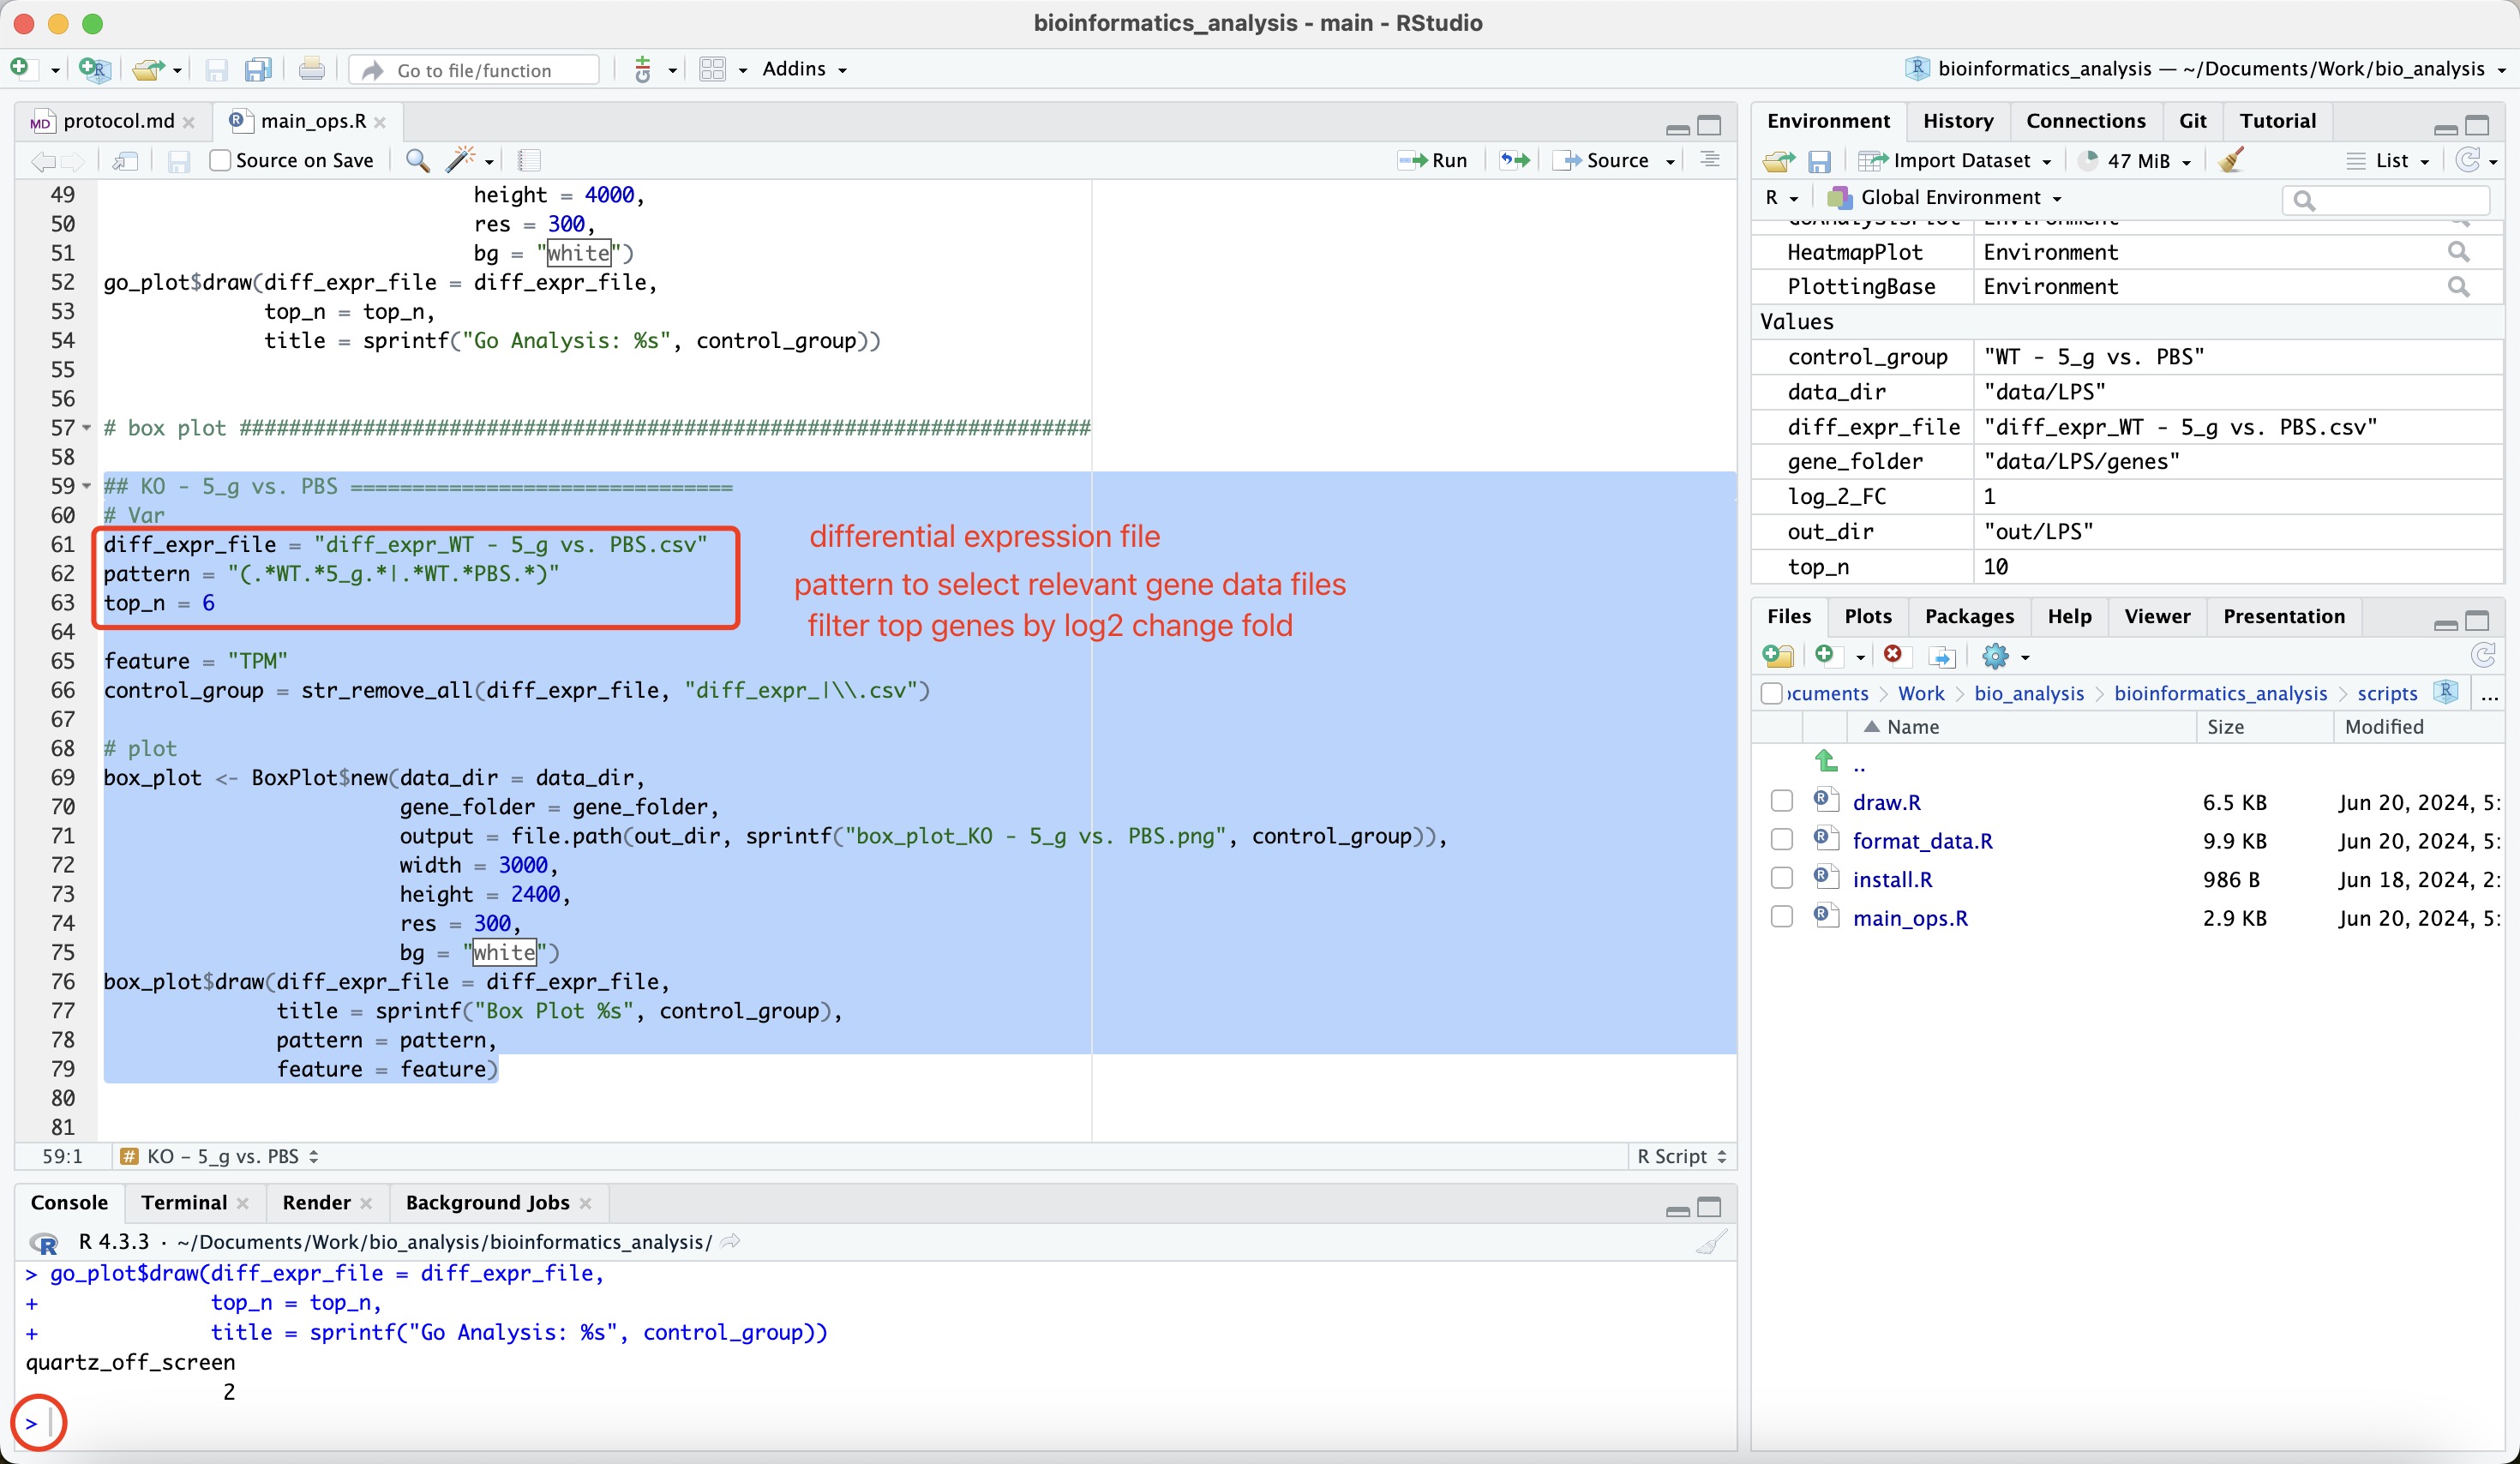 bioinformatics_analysis - main - RStudio
Go to file/function
Addins
bioinformatics_analysis — ~/Documents/Work/bio_analysis
MD protocol.md
main_ops.R
Source on Save
Run
Source
49 height = 4000,
50 res = 300,
51 bg = "white")
52 go_plot$draw(diff_expr_file = diff_expr_file,
53 top_n = top_n,
54 title = sprintf("Go Analysis: %s", control_group))
55
56
57 # box plot #####################################################################
58
59 ## KO - 5_g vs. PBS ===============================
60 # Var
61 diff_expr_file = "diff_expr_WT - 5_g vs. PBS.csv"
62 pattern = "(.*WT.*5_g.*|.*WT.*PBS.*)"
63 top_n = 6
differential expression file
pattern to select relevant gene data files
filter top genes by log2 change fold
64
65 feature = "TPM"
66 control_group = str_remove_all(diff_expr_file, "diff_expr_|\\.csv")
67
68 # plot
69 box_plot <- BoxPlot$new(data_dir = data_dir,
70 gene_folder = gene_folder,
71 output = file.path(out_dir, sprintf("box_plot_KO - 5_g vs. PBS.png", control_group)),
72 width = 3000,
73 height = 2400,
74 res = 300,
75 bg = "white")
76 box_plot$draw(diff_expr_file = diff_expr_file,
77 title = sprintf("Box Plot %s", control_group),
78 pattern = pattern,
79 feature = feature)
80
81
59:1 # KO - 5_g vs. PBS
R Script
Console Terminal Render Background Jobs
R 4.3.3 · ~/Documents/Work/bio_analysis/bioinformatics_analysis/
> go_plot$draw(diff_expr_file = diff_expr_file,
+ top_n = top_n,
+ title = sprintf("Go Analysis: %s", control_group))
quartz_off_screen
2
>
Environment History Connections Git Tutorial
Import Dataset 47 MiB List
R Global Environment
HeatmapPlot Environment
PlottingBase Environment
Values
control_group "WT - 5_g vs. PBS"
data_dir "data/LPS"
diff_expr_file "diff_expr_WT - 5_g vs. PBS.csv"
gene_folder "data/LPS/genes"
log_2_FC 1
out_dir "out/LPS"
top_n 10
Files Plots Packages Help Viewer Presentation
cuments > Work > bio_analysis > bioinformatics_analysis > scripts ...
Name Size Modified
..
draw.R 6.5 KB Jun 20, 2024, 5:
format_data.R 9.9 KB Jun 20, 2024, 5:
install.R 986 B Jun 18, 2024, 2:
main_ops.R 2.9 KB Jun 20, 2024, 5: